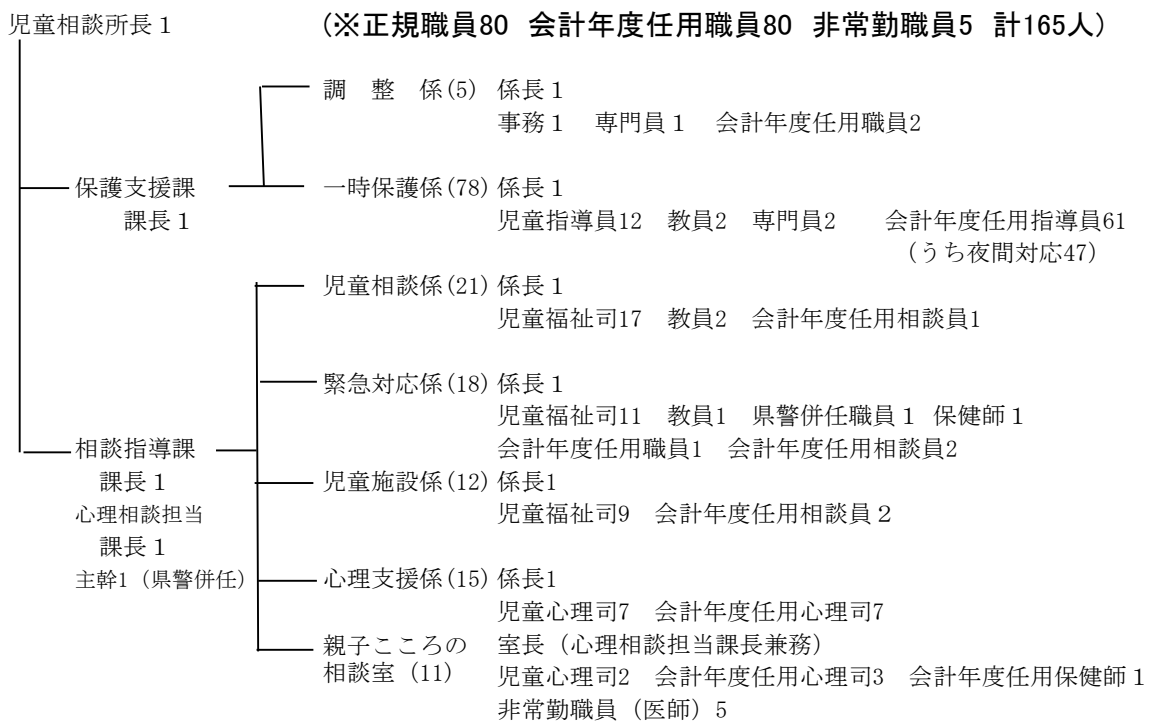 児童相談所長１ (※正規職員80 会計年度任用職員80 非常勤職員5 計165人)
調 整 係(5) 係長１
事務１ 専門員１ 会計年度任用職員2
保護支援課 一時保護係(78) 係長１
課長１ 児童指導員12 教員2 専門員2 会計年度任用指導員61
(うち夜間対応47)
児童相談係(21) 係長１
児童福祉司17 教員2 会計年度任用相談員1
緊急対応係(18) 係長１
児童福祉司11 教員1 県警併任職員１ 保健師１
相談指導課 会計年度任用職員1 会計年度任用相談員2
課長１ 児童施設係(12) 係長1
心理相談担当 児童福祉司9 会計年度任用相談員２
課長１
主幹1 (県警併任) 心理支援係(15) 係長1
児童心理司7 会計年度任用心理司7
親子こころの 室長 (心理相談担当課長兼務)
相談室 (11) 児童心理司2 会計年度任用心理司3 会計年度任用保健師１
非常勤職員 (医師) 5